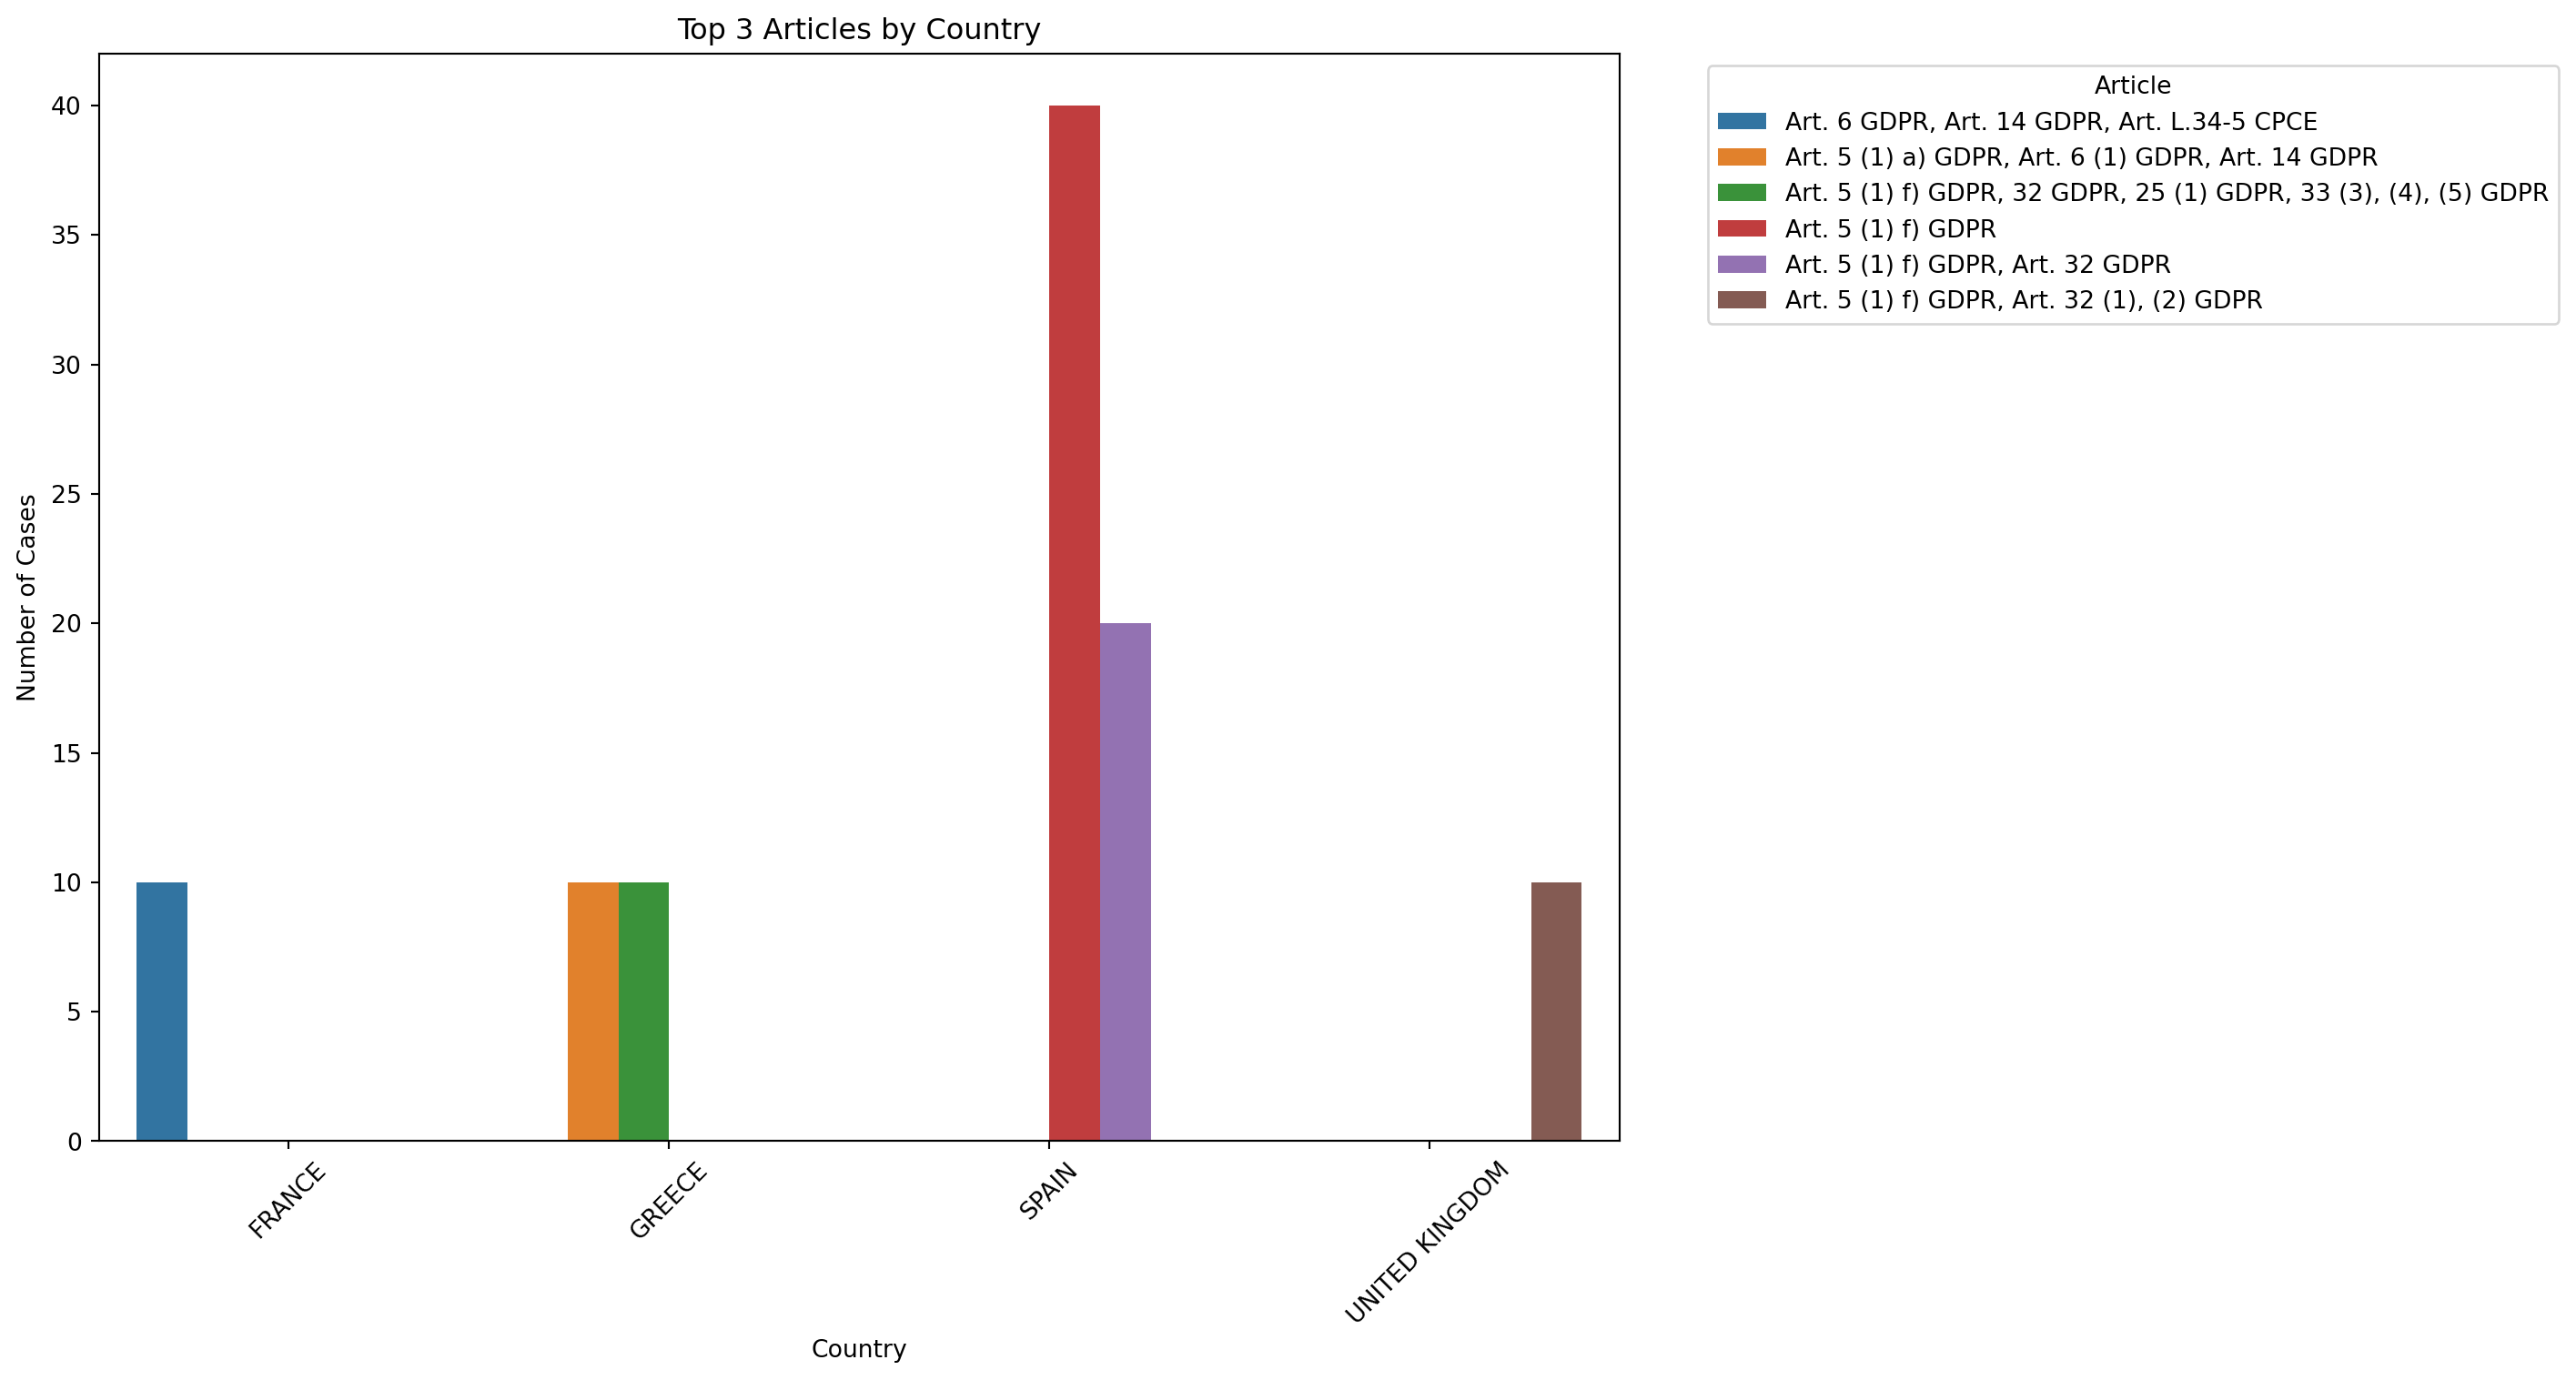 Top 3 Articles by Country
Article
Art. 6 GDPR, Art. 14 GDPR, Art. L.34-5 CPCE
Art. 5 (1) a) GDPR, Art. 6 (1) GDPR, Art. 14 GDPR
Art. 5 (1) f) GDPR, 32 GDPR, 25 (1) GDPR, 33 (3), (4), (5) GDPR
Art. 5 (1) f) GDPR
Art. 5 (1) f) GDPR, Art. 32 GDPR
Art. 5 (1) f) GDPR, Art. 32 (1), (2) GDPR
Number of Cases
40
35
30
25
20
15
10
5
0
FRANCE
GREECE
SPAIN
UNITED KINGDOM
Country